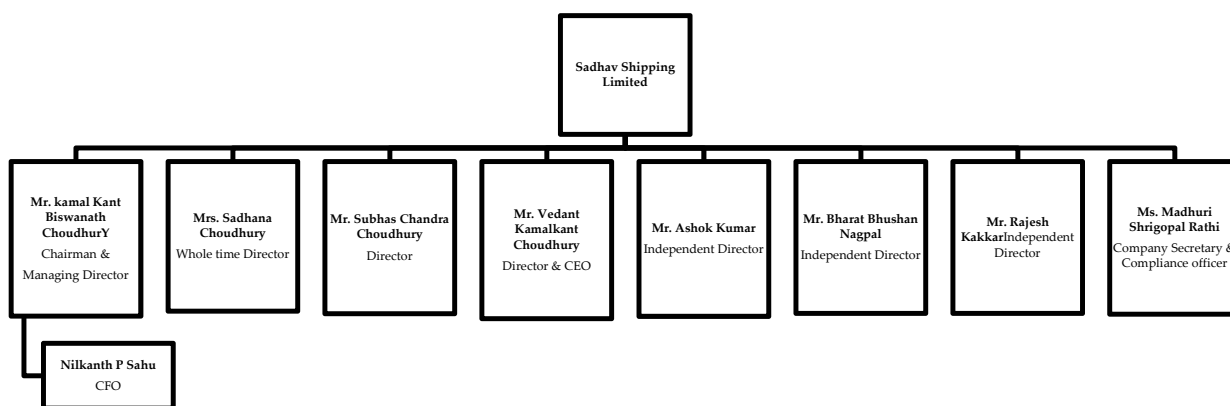 Sadhav Shipping
Limited
Mr. kamal Kant
Biswanath
ChoudhurY
Chairman &
Managing Director
Mrs. Sadhana
Choudhury
Whole time Director
Mr. Subhas Chandra
Choudhury
Director
Mr. Vedant
Kamalkant
Choudhury
Director & CEO
Mr. Ashok Kumar
Independent Director
Mr. Bharat Bhushan
Nagpal
Independent Director
Mr. Rajesh
KakkarIndependent
Director
Ms. Madhuri
Shrigopal Rathi
Company Secretary &
Compliance officer
Nilkanth P Sahu
CFO